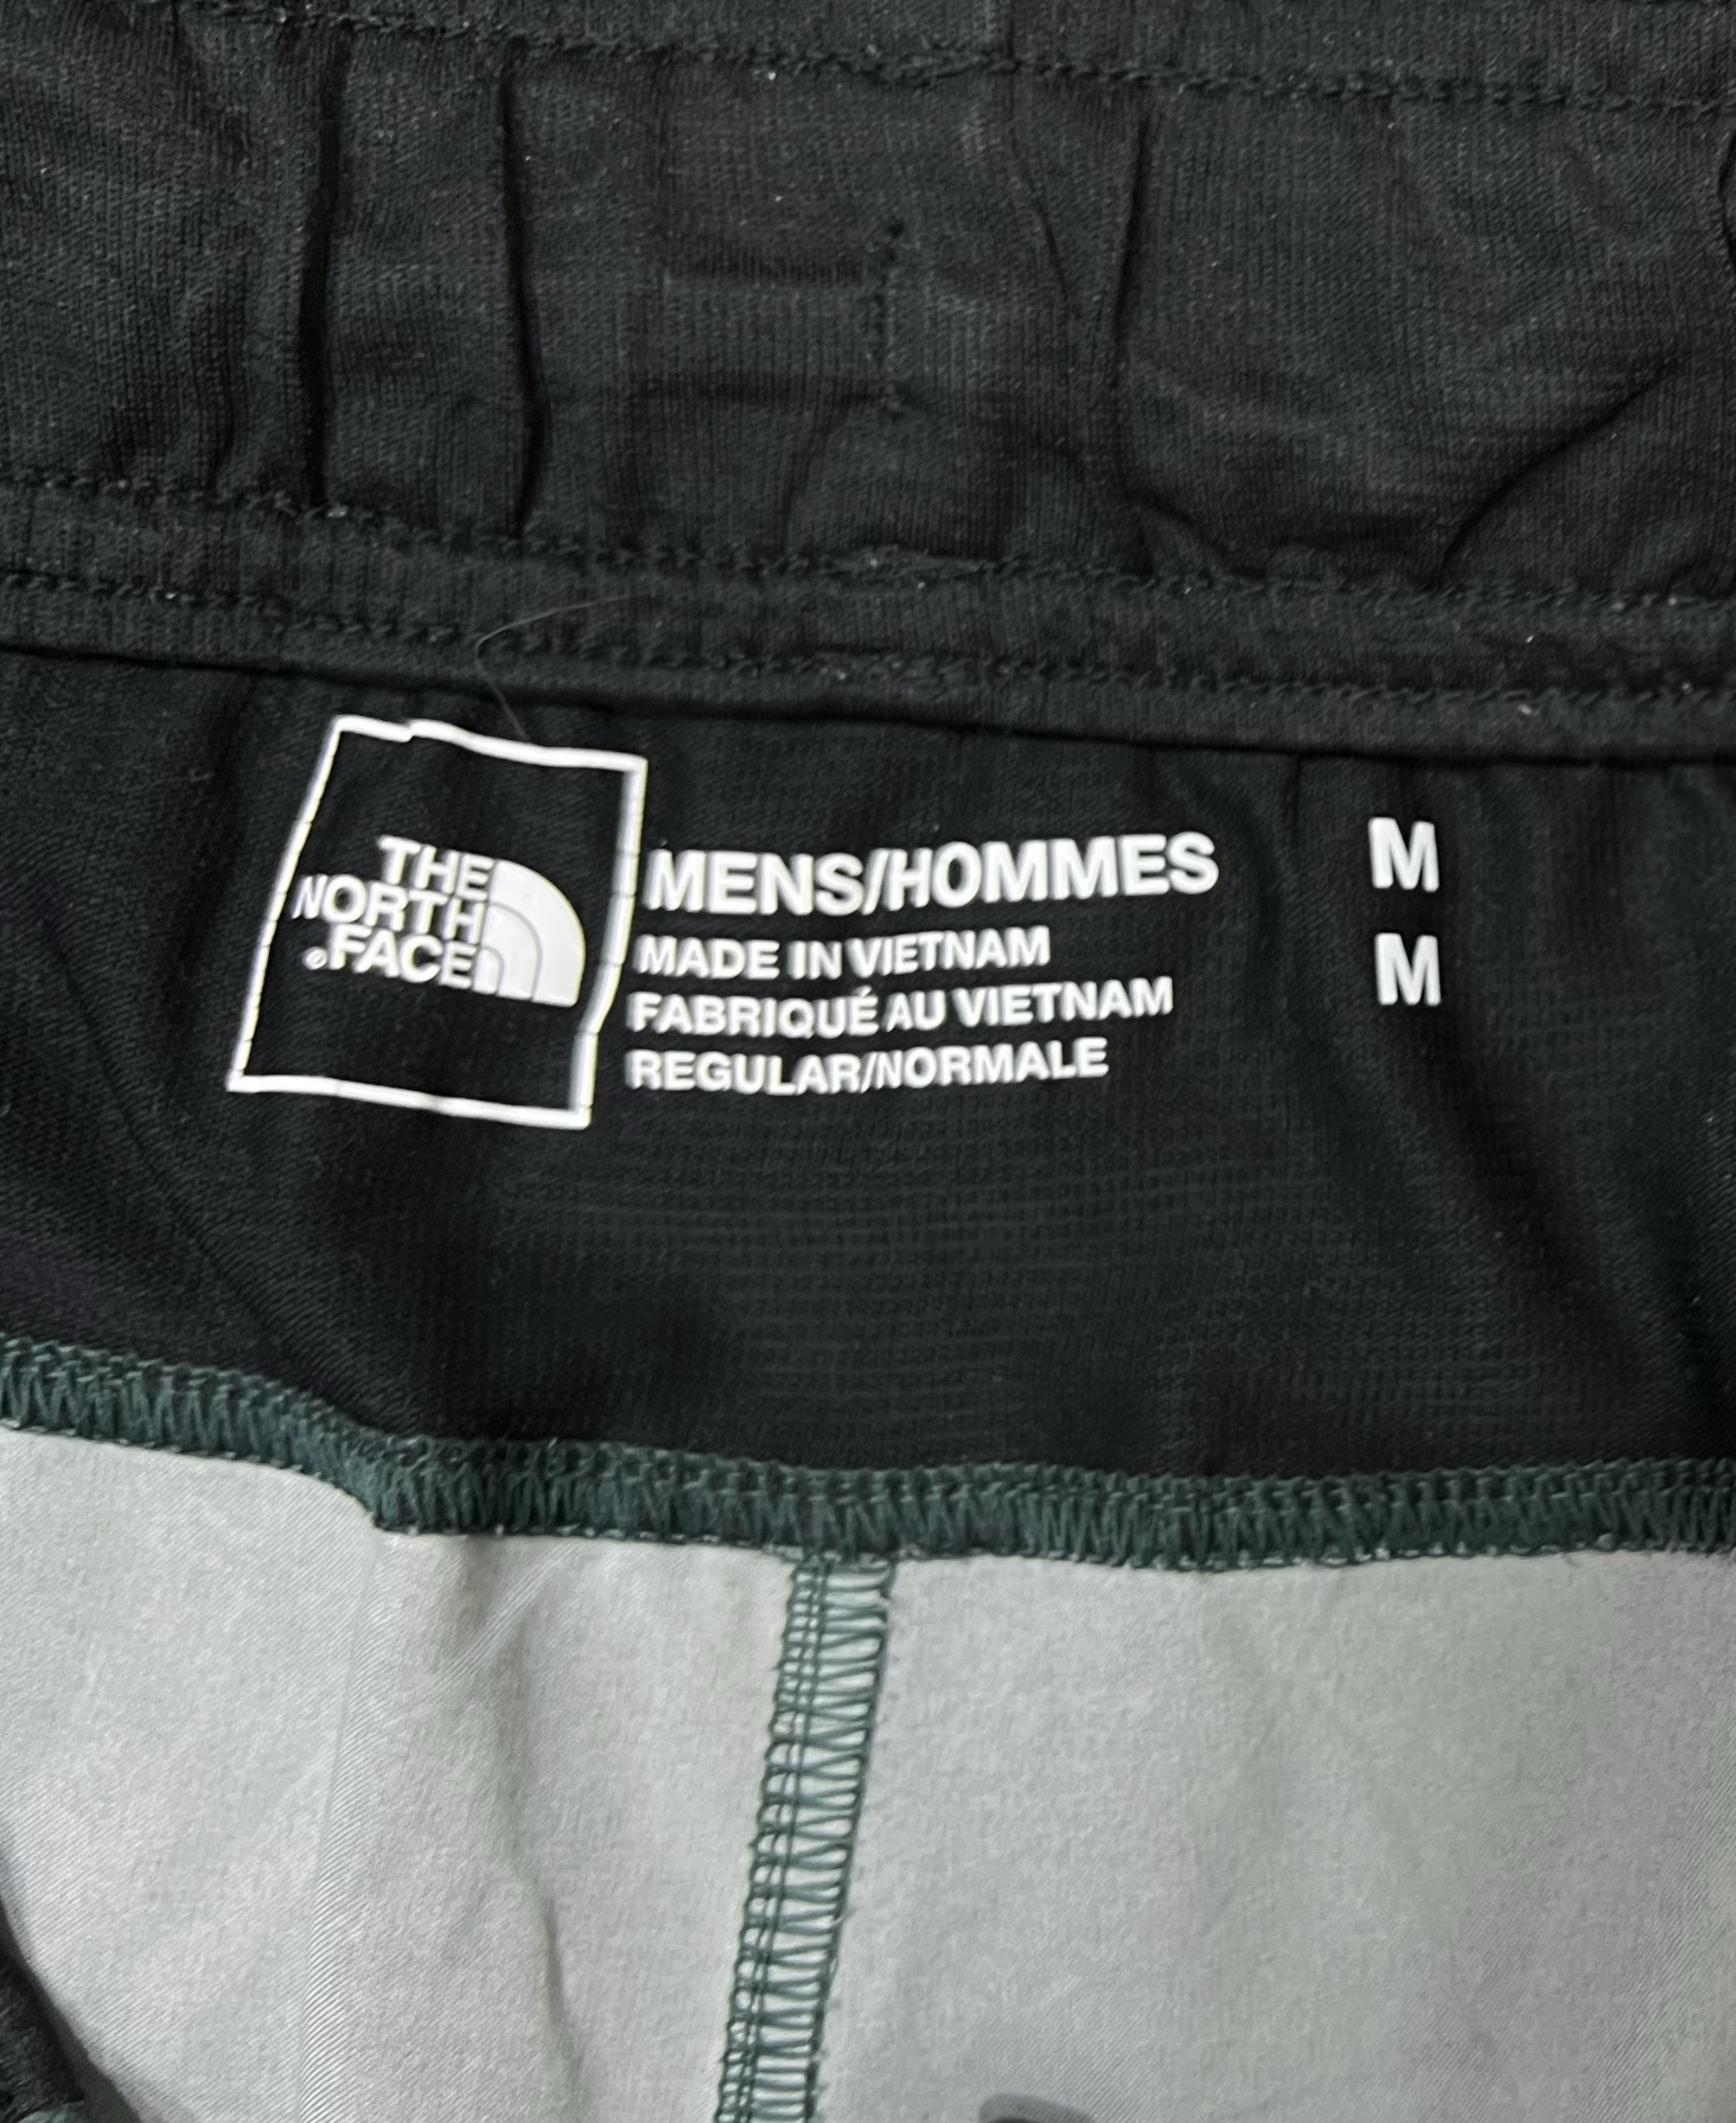 THE
NORTH
FACE
MENS/HOMMES
MADE IN VIETNAM
FABRIQUÉ AU VIETNAM
REGULAR/NORMALE
M
M